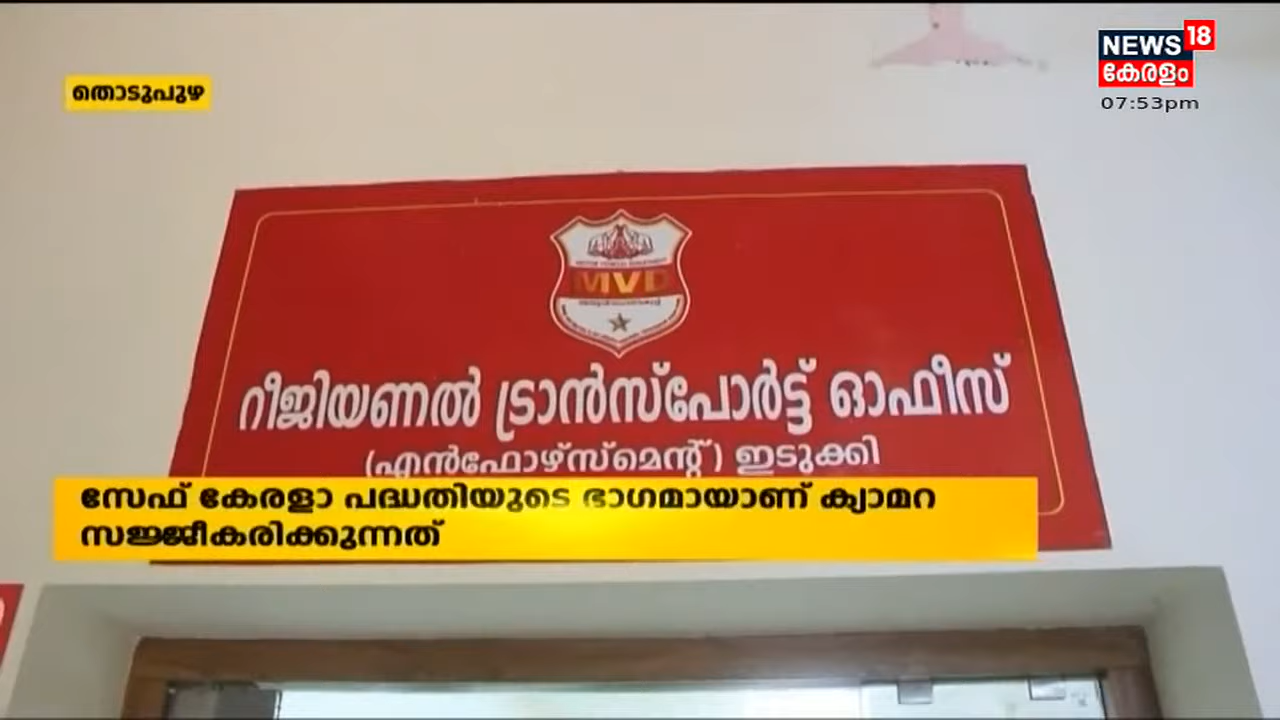 NEWS 18
കേരളം
07:53pm
തൊടുപുഴ
MVD
റീജിയണൽ ട്രാൻസ്പോർട്ട് ഓഫീസ്
(എൻഫോഴ്സ്മെന്റ്) ഇടുക്കി
സേഫ് കേരളാ പദ്ധതിയുടെ ഭാഗമായാണ് ക്യാമറ
സജ്ജീകരിക്കുന്നത്